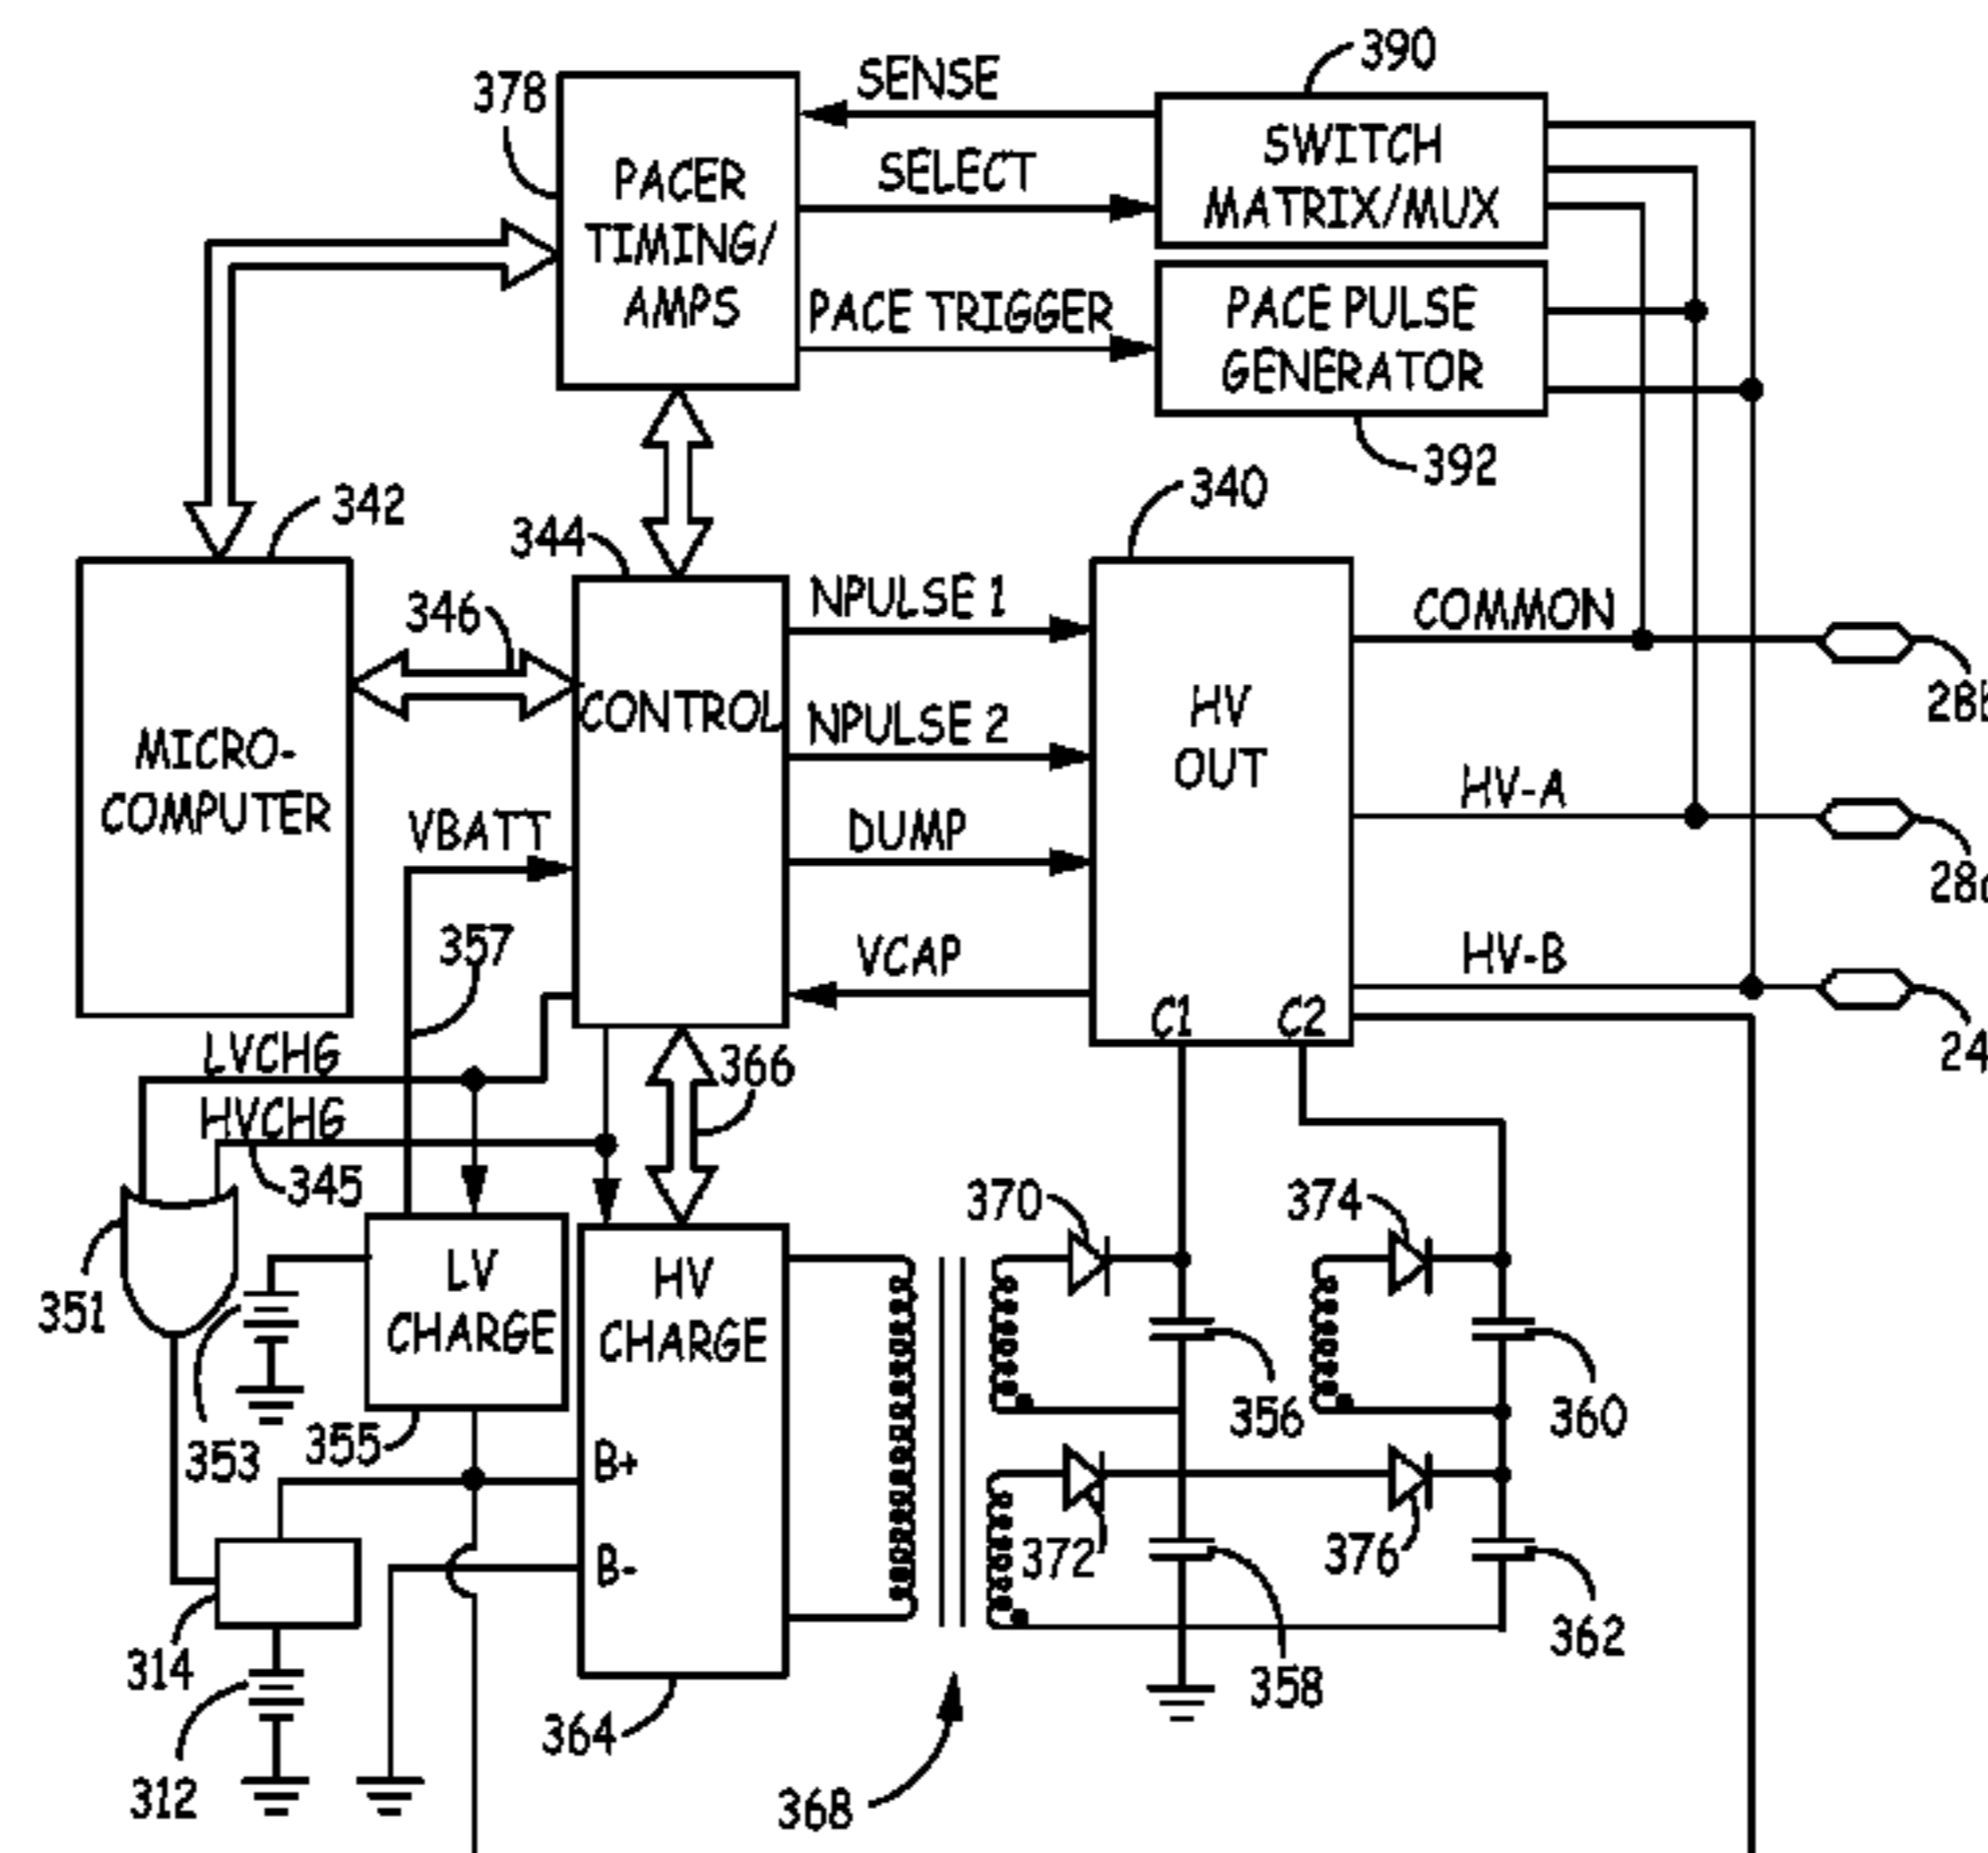 390
SENSE
378
SWITCH
MATRIX/MUX
SELECT
PACER
TIMING/
AMPS
PACE TRIGGER
PACE PULSE
GENERATOR
392
342
344
340
346
NPULSE 1
COMMON
CONTROL
HV
OUT
28b
NPULSE 2
MICRO-
COMPUTER
HV-A
VBATT
DUMP
357
VCAP
HV-B
C1
C2
24
LVCHG
366
HVCHG
345
370
374
351
LV
CHARGE
HV
CHARGE
353
355
356
360
B+
B-
372
376
314
358
362
364
312
368